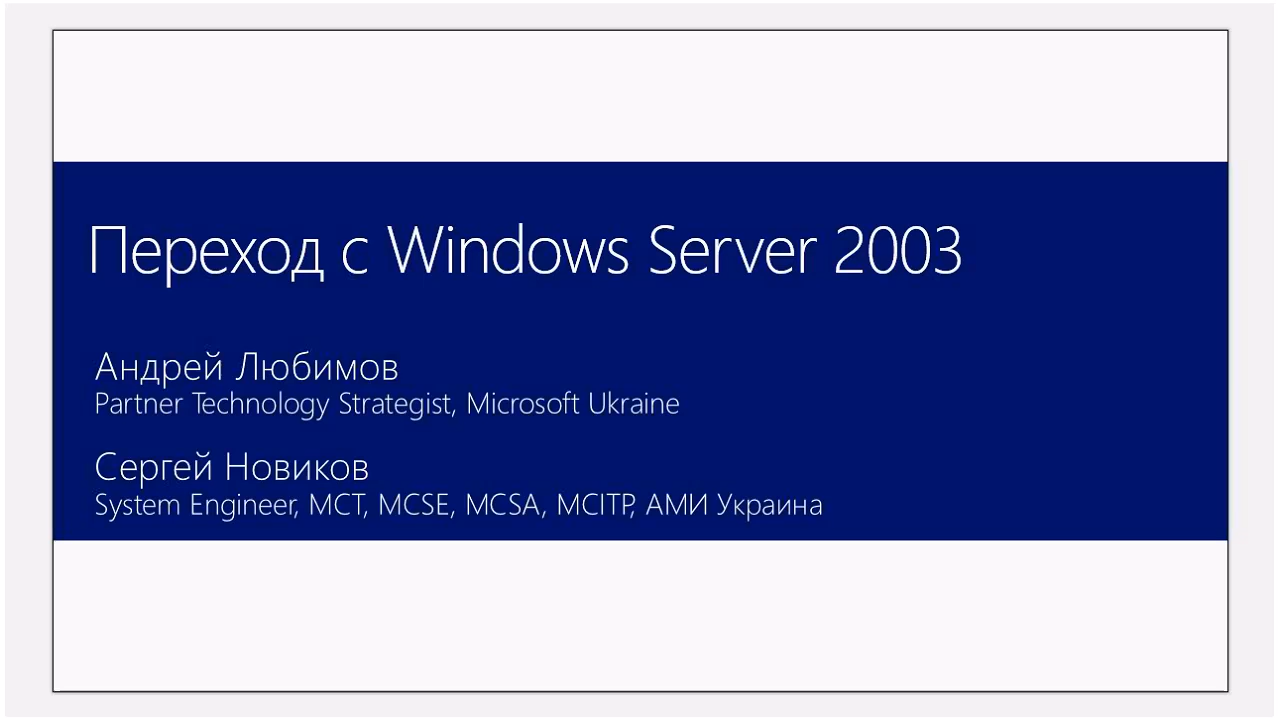 Переход с Windows Server 2003
Андрей Любимов
Partner Technology Strategist, Microsoft Ukraine
Сергей Новиков
System Engineer, MCT, MCSE, MCSA, MCITP, АМИ Украина